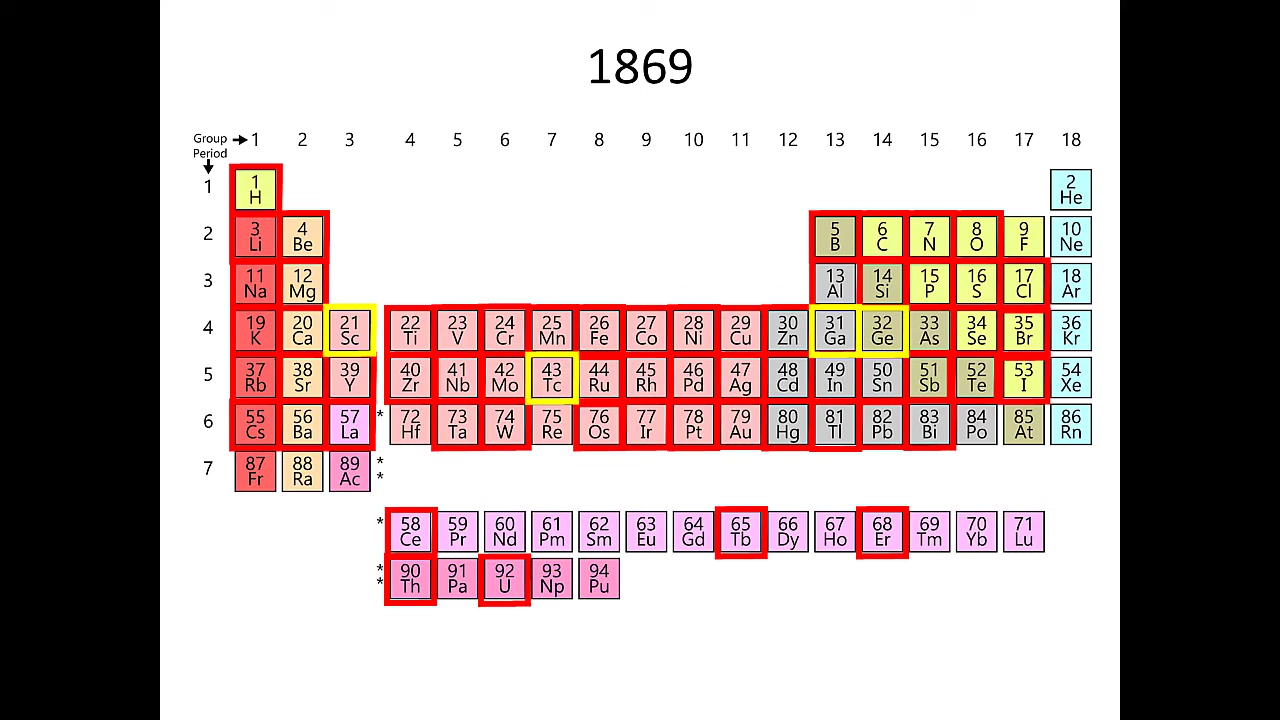 1869
Group 1 2 3 4 5 6 7 8 9 10 11 12 13 14 15 16 17 18
Period
1 1 2
H He
2 3 4 5 6 7 8 9 10
Li Be B C N O F Ne
3 11 12 13 14 15 16 17 18
Na Mg Al Si P S Cl Ar
4 19 20 21 22 23 24 25 26 27 28 29 30 31 32 33 34 35 36
K Ca Sc Ti V Cr Mn Fe Co Ni Cu Zn Ga Ge As Se Br Kr
5 37 38 39 40 41 42 43 44 45 46 47 48 49 50 51 52 53 54
Rb Sr Y Zr Nb Mo Tc Ru Rh Pd Ag Cd In Sn Sb Te I Xe
6 55 56 57 * 72 73 74 75 76 77 78 79 80 81 82 83 84 85 86
Cs Ba La Hf Ta W Re Os Ir Pt Au Hg Tl Pb Bi Po At Rn
7 87 88 89 *
Fr Ra Ac *
* 58 59 60 61 62 63 64 65 66 67 68 69 70 71
Ce Pr Nd Pm Sm Eu Gd Tb Dy Ho Er Tm Yb Lu
* 90 91 92 93 94
* Th Pa U Np Pu